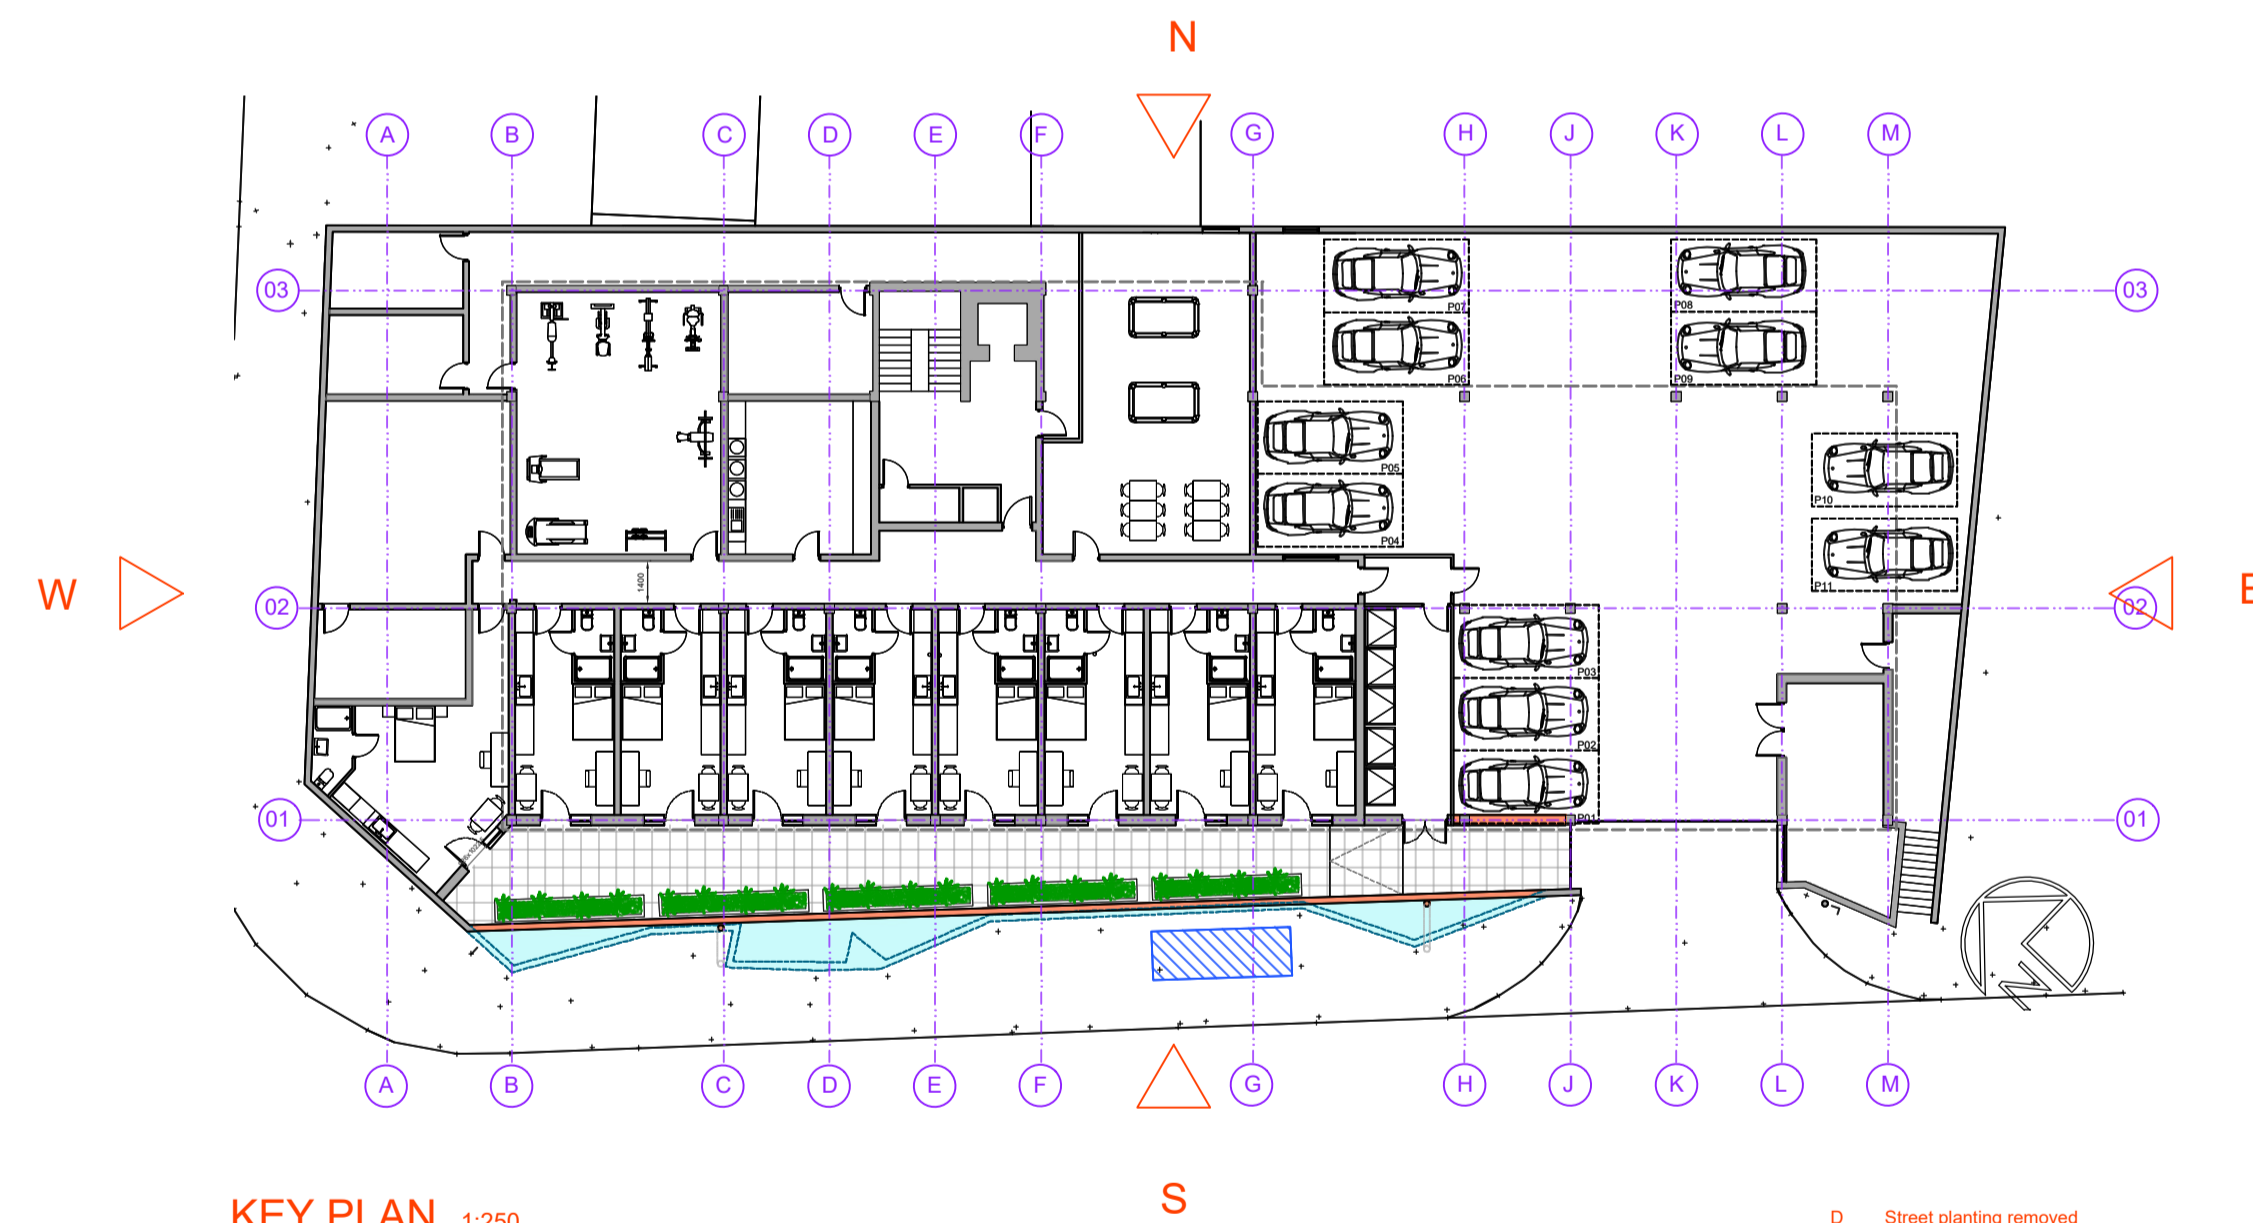 N
A B C D E F G H J K L M
03 03
P07 P08
P06 P09
P05
P10
P04
1400
P11
W E
02 02
P03
P02
P01
01 01
A B C D E F G H J K L M
S
KEY PLAN 1:250
D Street planting removed